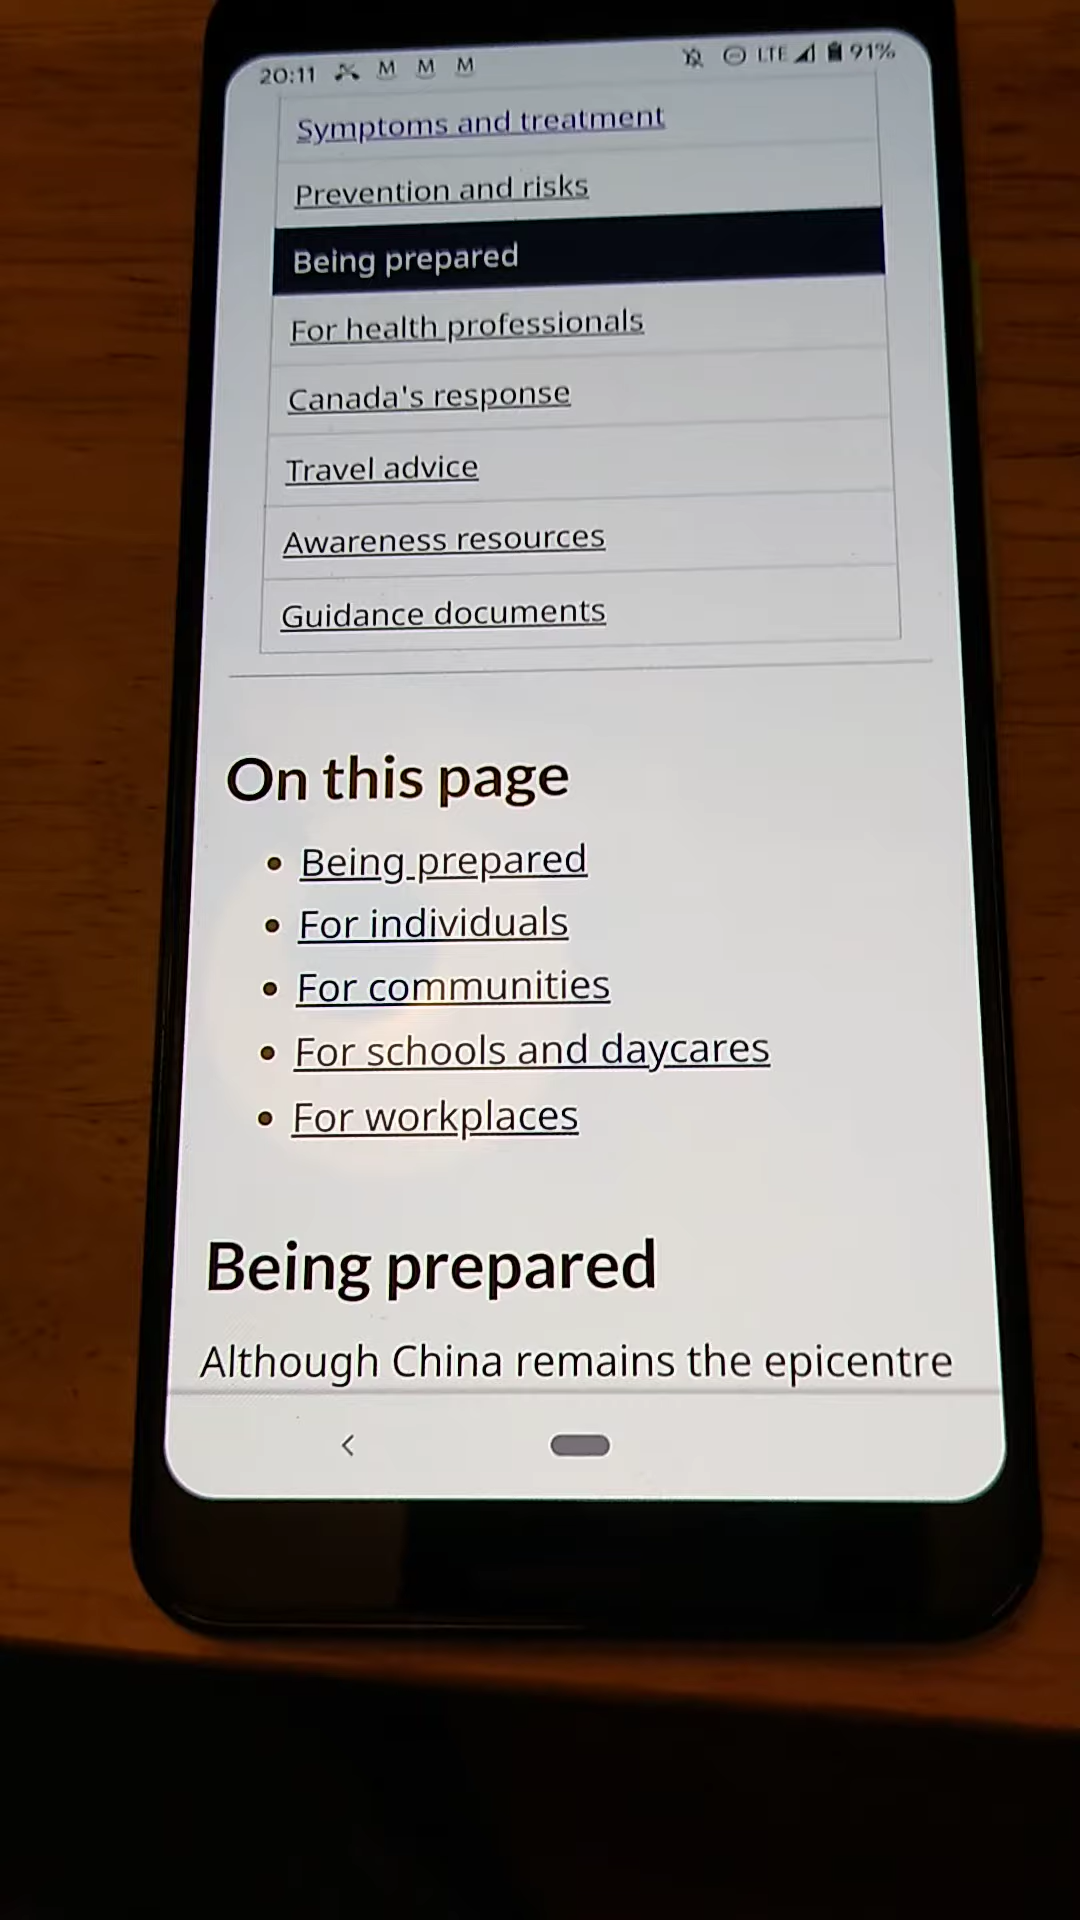 20:11 M M M LTE 91%
Symptoms and treatment
Prevention and risks
Being prepared
For health professionals
Canada's response
Travel advice
Awareness resources
Guidance documents
On this page
Being prepared
For individuals
For communities
For schools and daycares
For workplaces
Being prepared
Although China remains the epicentre